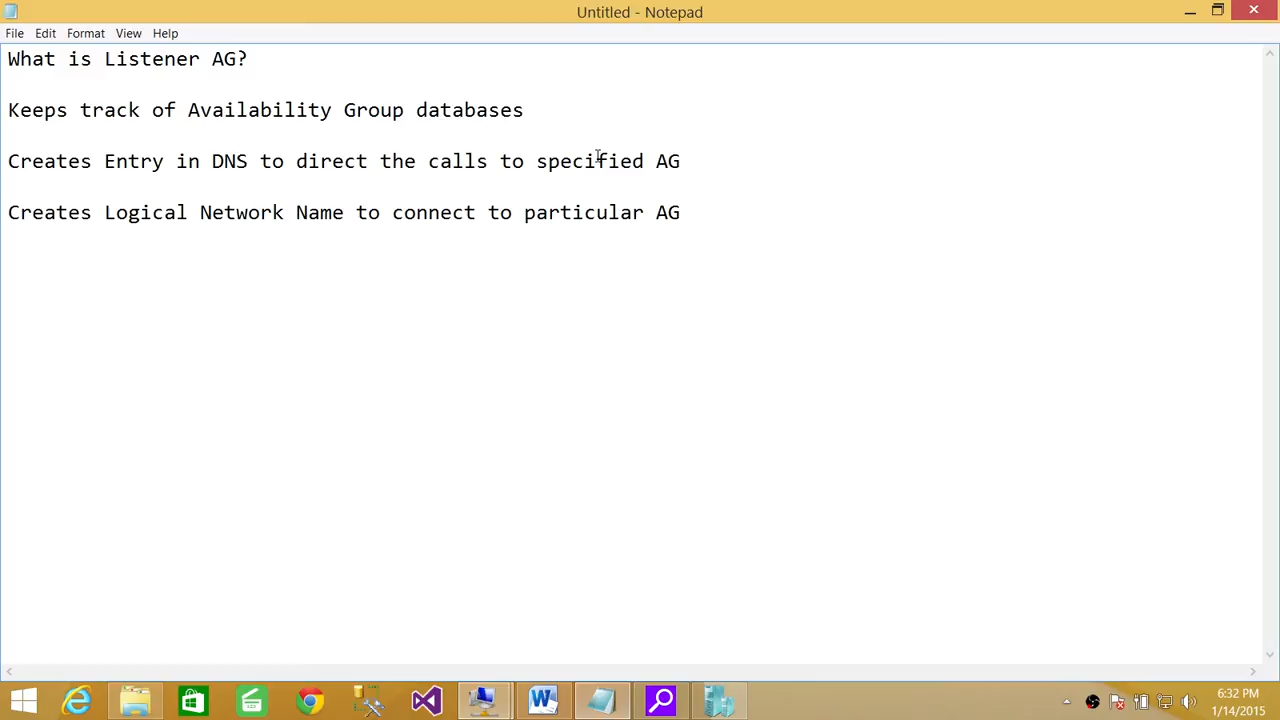 Untitled - Notepad
File Edit Format View Help
What is Listener AG?
Keeps track of Availability Group databases
Creates Entry in DNS to direct the calls to specified AG
Creates Logical Network Name to connect to particular AG
6:32 PM
1/14/2015